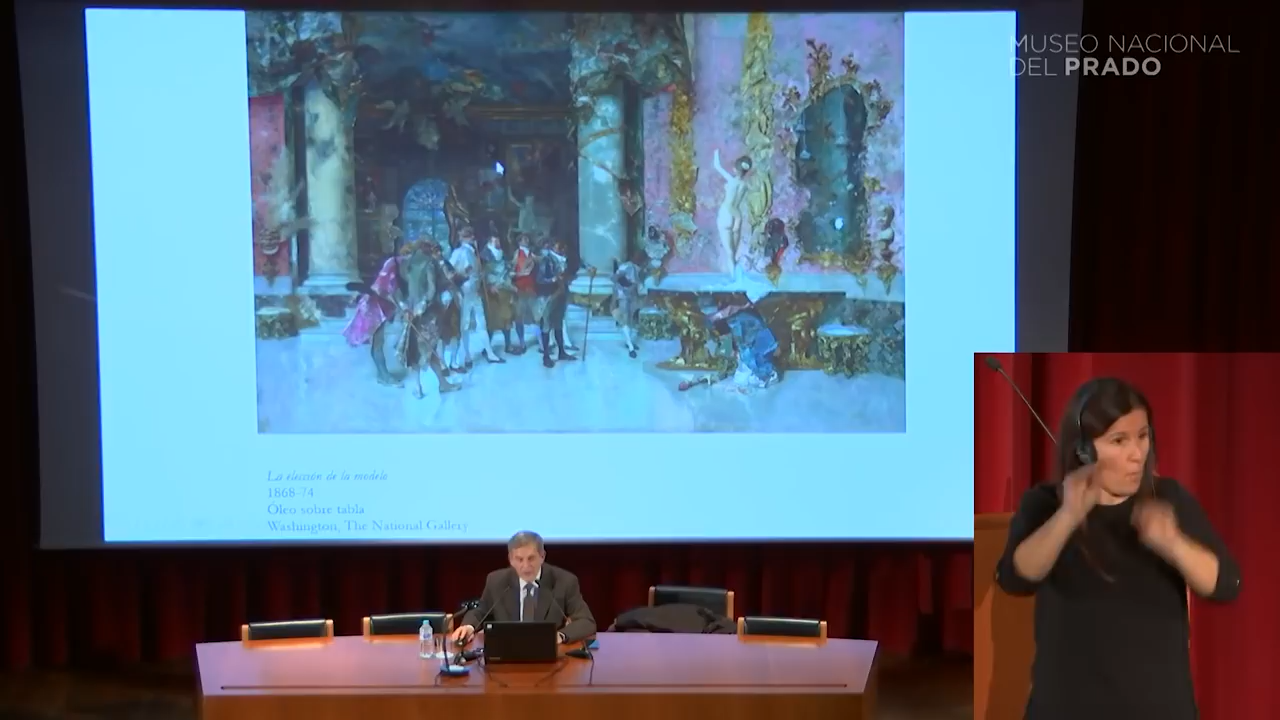 MUSEO NACIONAL
DEL PRADO
La elección de la modelo
1868-74
Óleo sobre tabla
Washington, The National Gallery